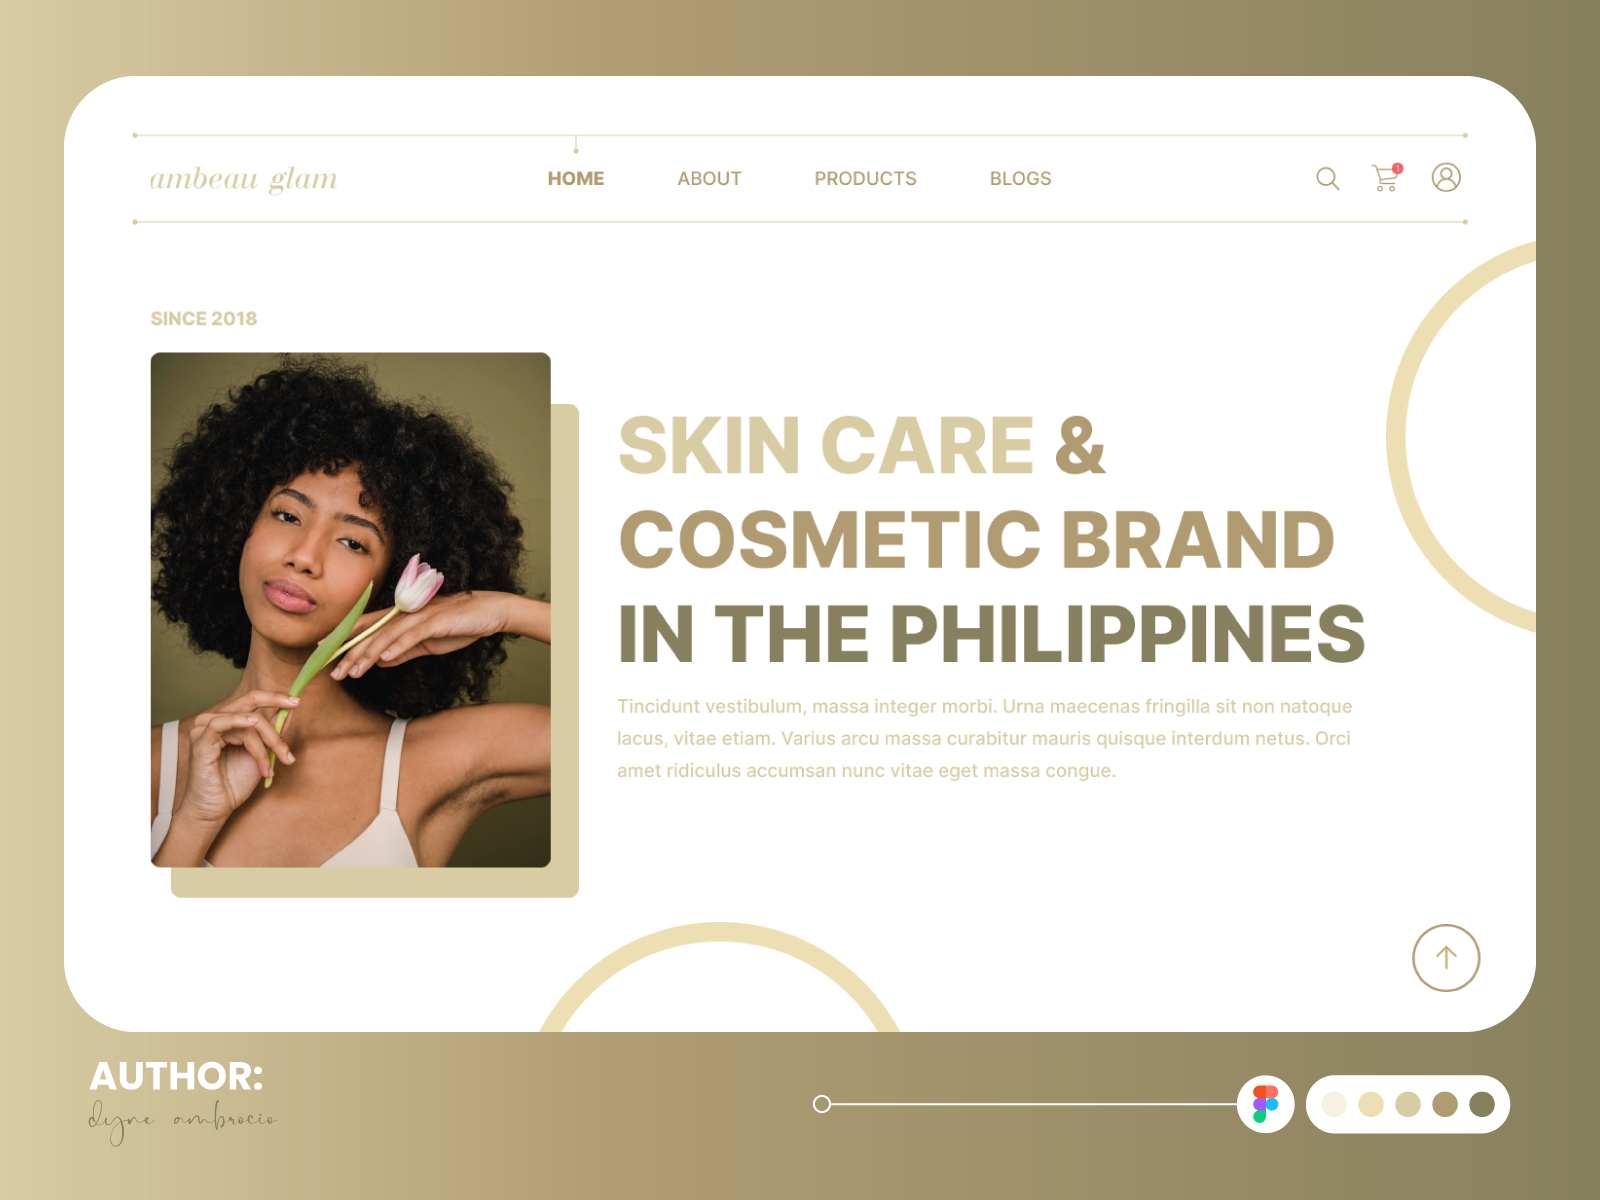 ambeau glam
HOME ABOUT PRODUCTS BLOGS
1
SINCE 2018
SKIN CARE &
COSMETIC BRAND
IN THE PHILIPPINES
Tincidunt vestibulum, massa integer morbi. Urna maecenas fringilla sit non natoque
lacus, vitae etiam. Varius arcu massa curabitur mauris quisque interdum netus. Orci
amet ridiculus accumsan nunc vitae eget massa congue.
AUTHOR:
dyne ambrocio